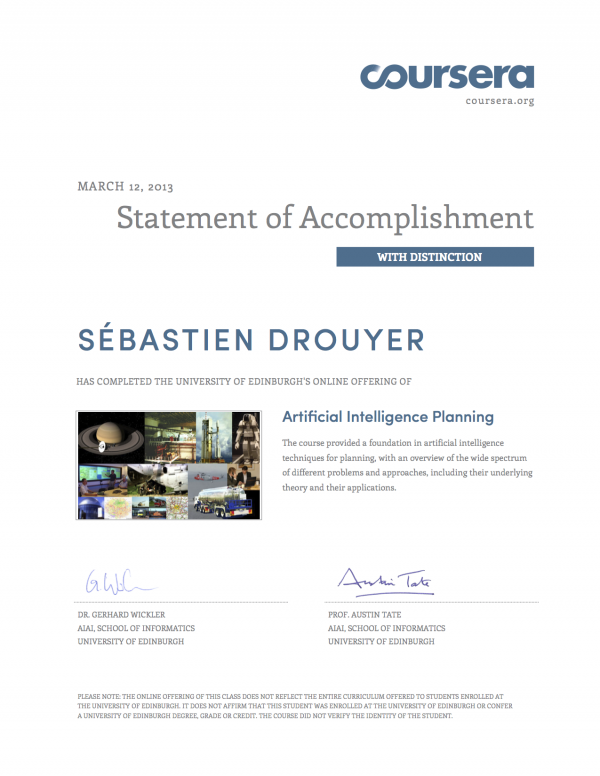 coursera
coursera.org
MARCH 12, 2013
Statement of Accomplishment
WITH DISTINCTION
SÉBASTIEN DROUYER
HAS COMPLETED THE UNIVERSITY OF EDINBURGH'S ONLINE OFFERING OF
Artificial Intelligence Planning
The course provided a foundation in artificial intelligence
techniques for planning, with an overview of the wide spectrum
of different problems and approaches, including their underlying
theory and their applications.
Austin Tate
DR. GERHARD WICKLER
AIAI, SCHOOL OF INFORMATICS
UNIVERSITY OF EDINBURGH
PROF. AUSTIN TATE
AIAI, SCHOOL OF INFORMATICS
UNIVERSITY OF EDINBURGH
PLEASE NOTE: THE ONLINE OFFERING OF THIS CLASS DOES NOT REFLECT THE ENTIRE CURRICULUM OFFERED TO STUDENTS ENROLLED AT
THE UNIVERSITY OF EDINBURGH. IT DOES NOT AFFIRM THAT THIS STUDENT WAS ENROLLED AT THE UNIVERSITY OF EDINBURGH OR CONFER
A UNIVERSITY OF EDINBURGH DEGREE, GRADE OR CREDIT. THE COURSE DID NOT VERIFY THE IDENTITY OF THE STUDENT.